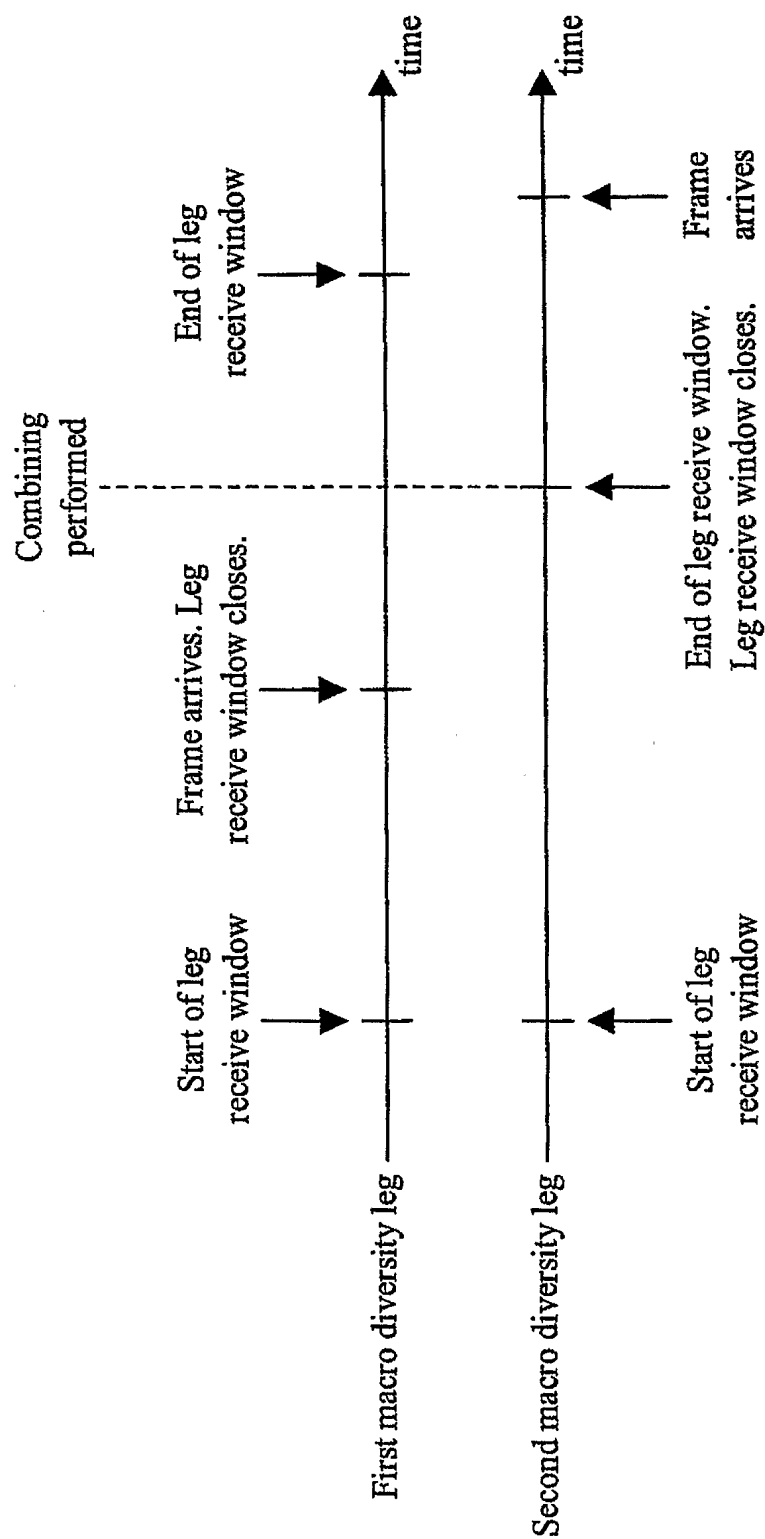 Combining
performed
Start of leg
receive window
Frame arrives. Leg
receive window closes.
End of leg
receive window
First macro diversity leg
time
Second macro diversity leg
time
Start of leg
receive window
End of leg receive window.
Leg receive window closes.
Frame
arrives